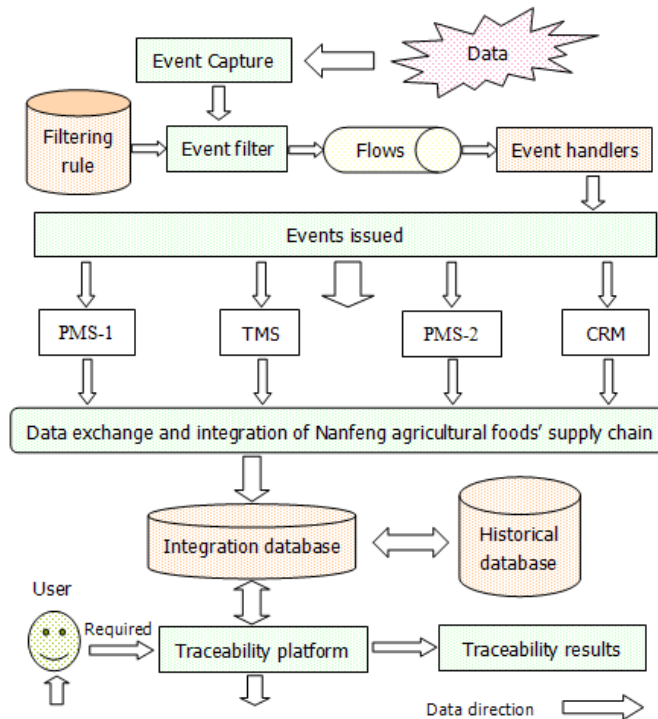 Data
Event Capture
Filtering
rule
Event filter
Flows
Event handlers
Events issued
PMS-1
TMS
PMS-2
CRM
Data exchange and integration of Nanfeng agricultural foods' supply chain
Integration database
Historical
database
User
Required
Traceability platform
Traceability results
Data direction